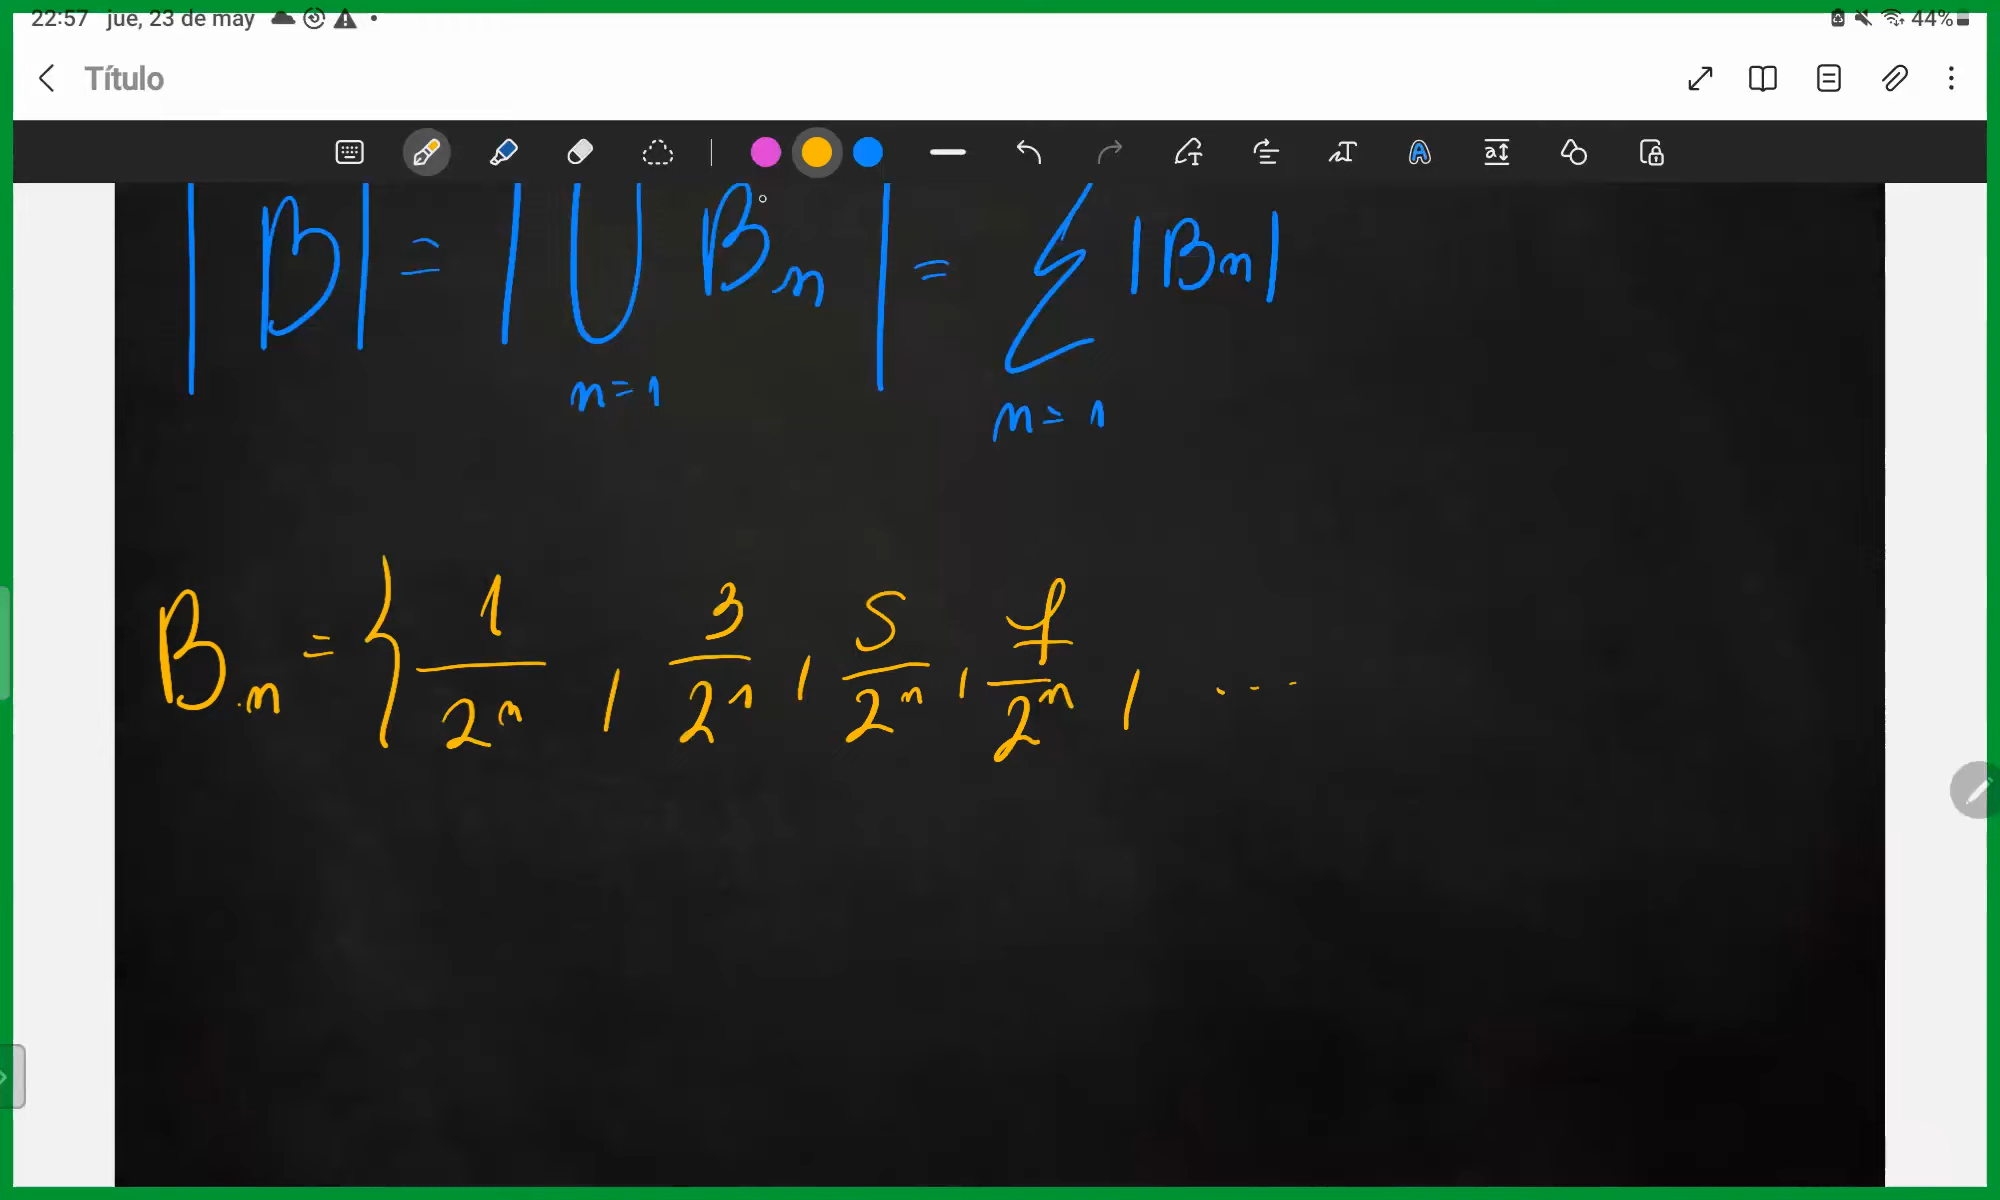 22:57 jue, 23 de may 44%
Título
|B| = |⋃ Bn| = ∑ |Bn|
n=1 n=1
Bn = { 1/2^n , 3/2^n , 5/2^n , 7/2^n , ...